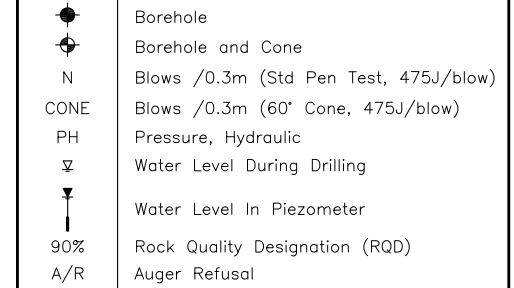 Borehole
Borehole and Cone
N Blows /0.3m (Std Pen Test, 475J/blow)
CONE Blows /0.3m (60° Cone, 475J/blow)
PH Pressure, Hydraulic
Water Level During Drilling
Water Level In Piezometer
90% Rock Quality Designation (RQD)
A/R Auger Refusal